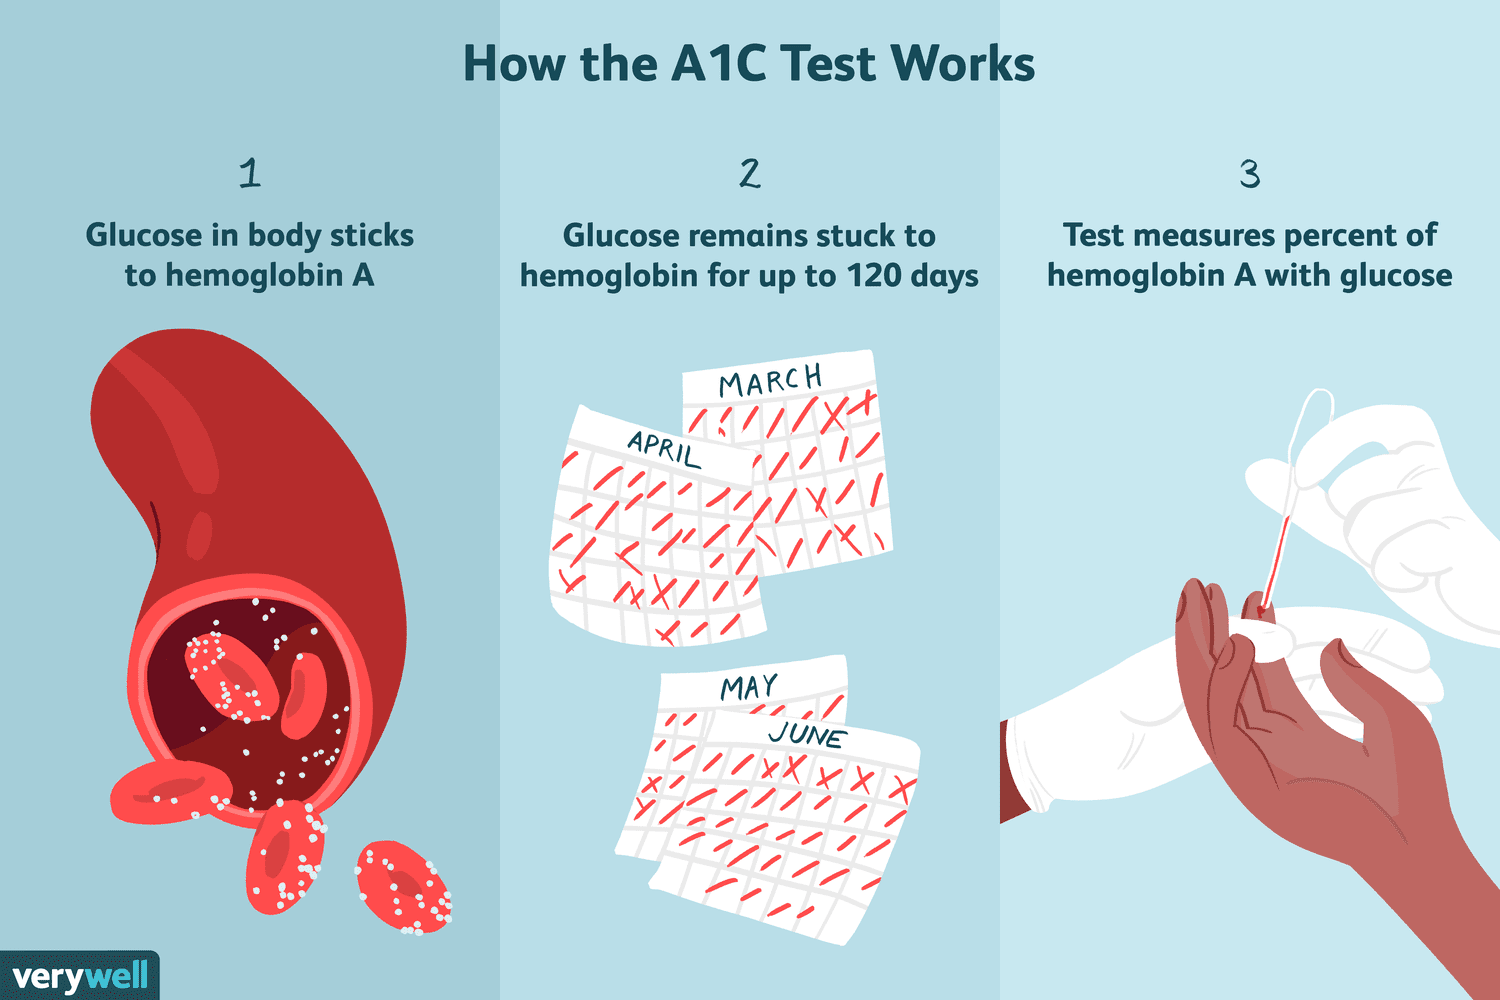 How the A1C Test Works
1
Glucose in body sticks
to hemoglobin A
2
Glucose remains stuck to
hemoglobin for up to 120 days
MARCH
APRIL
MAY
JUNE
3
Test measures percent of
hemoglobin A with glucose
verywell